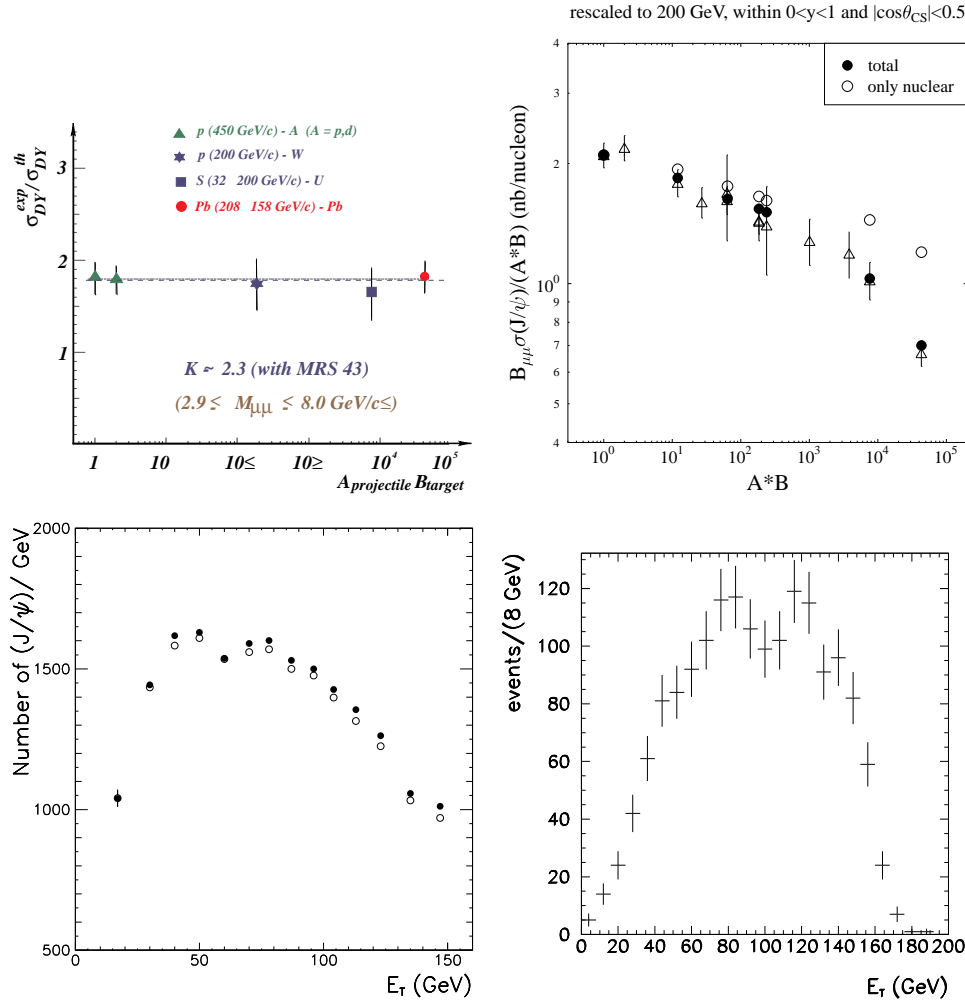 rescaled to 200 GeV, within 0<y<1 and |cosθCS|<0.5
p (450 GeV/c) - A (A = p,d)
p (200 GeV/c) - W
S (32 200 GeV/c) - U
Pb (208 158 GeV/c) - Pb
σDY^exp/σDY^th
3
2
1
K ~ 2.3 (with MRS 43)
(2.9 ≤ Mμμ ≤ 8.0 GeV/c≤)
1 10 10≤ 10≥ 10^4 10^5
Aprojectile Btarget
total
only nuclear
Bμμσ(J/ψ)/(A*B) (nb/nucleon)
4
3
2
10^0
9
8
7
6
5
4
10^0 10^1 10^2 10^3 10^4 10^5
A*B
Number of (J/ψ)/ GeV
2000
1500
1000
500
0 50 100 150
E_T (GeV)
events/(8 GeV)
120
100
80
60
40
20
0
0 20 40 60 80 100 120 140 160 180 200
E_T (GeV)